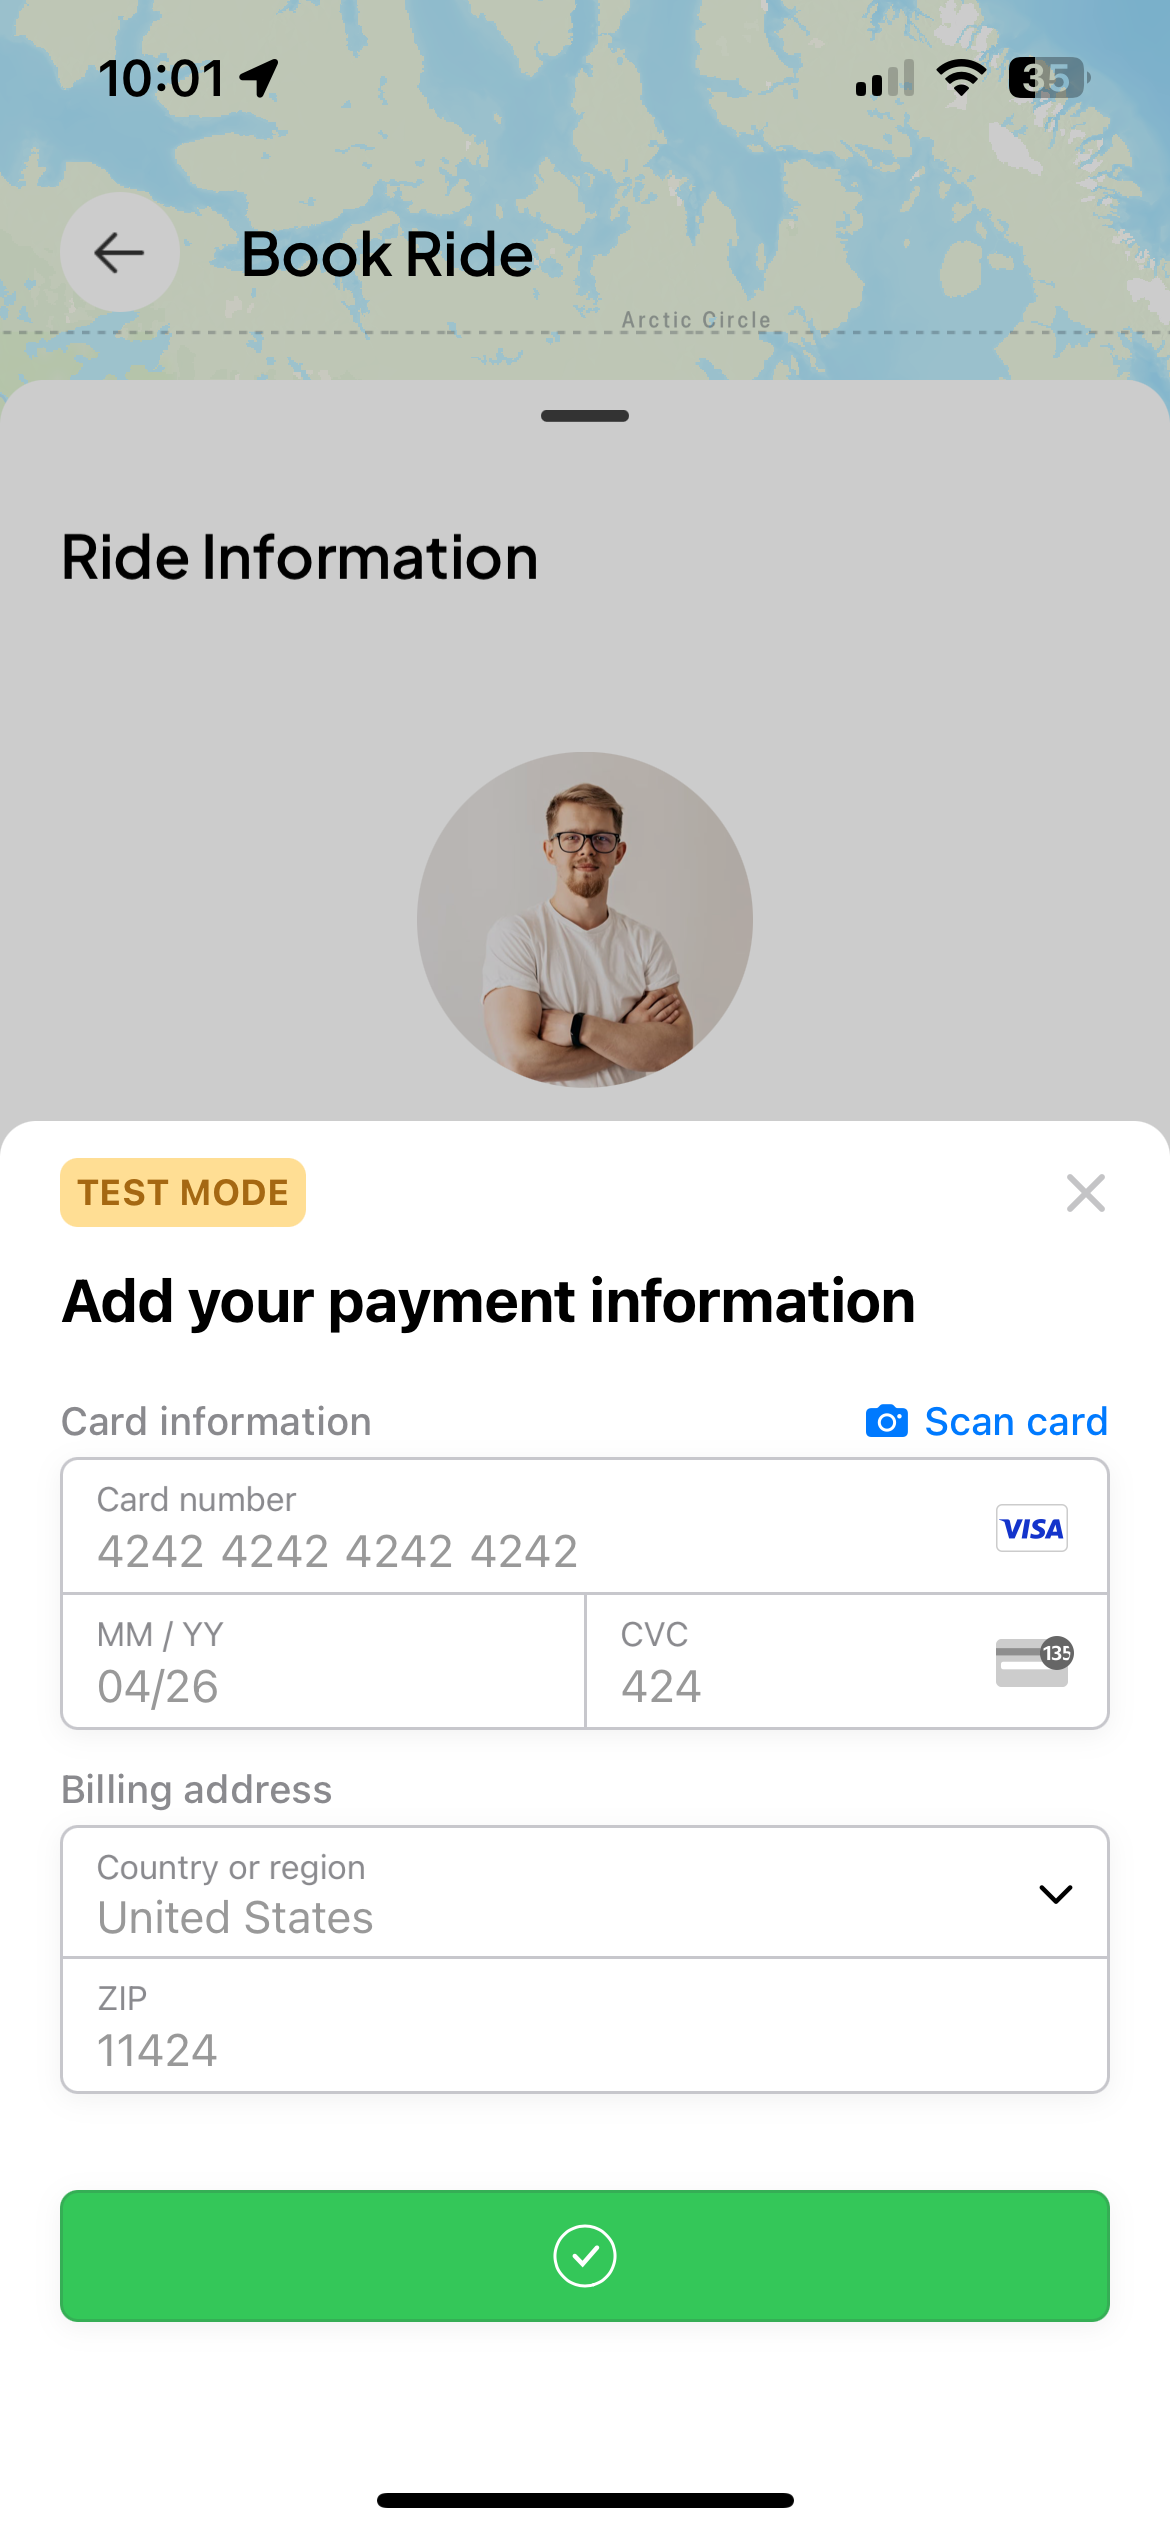 10:01
35
Book Ride
Arctic Circle
Ride Information
TEST MODE
Add your payment information
Card information
Scan card
Card number
4242 4242 4242 4242
VISA
MM / YY
04/26
CVC
424
135
Billing address
Country or region
United States
ZIP
11424